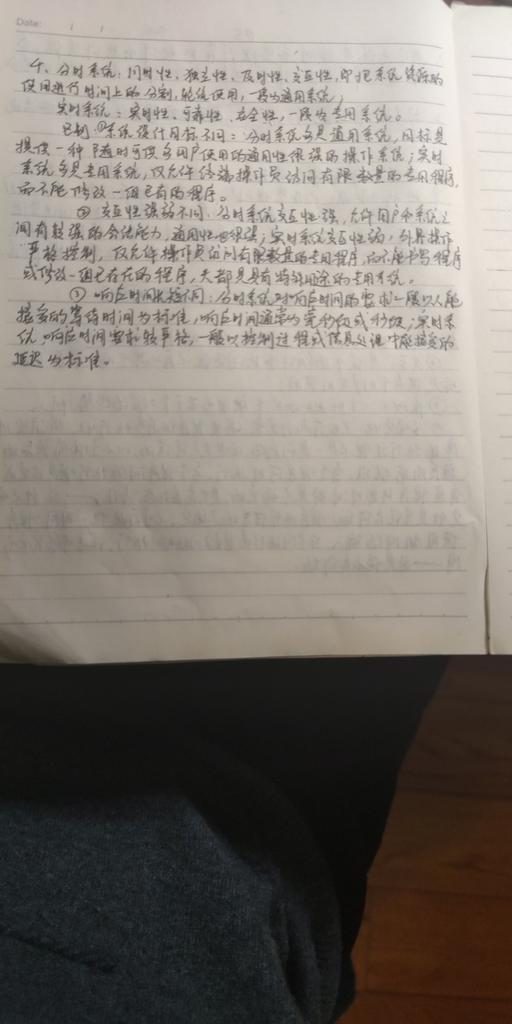 Date:
4、分时系统:同时性、独立性、及时性、交互性,即把系统资源的
使用进行时间上的分割,轮流使用,一般为通用系统;
实时系统:实时性、可靠性、安全性,一般为专用系统。
区别:①系统设计目标不同:分时系统多是通用系统,目标是
提供一种随时可供多用户使用的通用性很强的操作系统;实时
系统多是专用系统,仅允许终端操作员访问有限数量的专用程序,
而不能修改一组已有的程序。
② 交互性强弱不同:分时系统交互性强,允许用户和系统之
间有较强的会话能力,通用性很强;实时系统交互性弱,外界操作
严格控制,仅允许操作员访问有限数量的专用程序,而不能书写程序
或修改一组已存在的程序,大都是具有特殊用途的专用系统。
③ 响应时间长短不同:分时系统对响应时间的要求一般以人能
接受的等待时间为标准,响应时间通常为毫秒级或秒级;实时系
统响应时间要求较严格,一般以控制过程或信息处理中能接受的
延迟为标准。